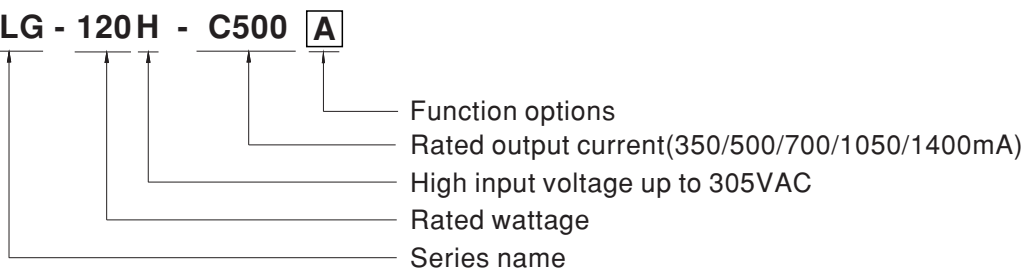 LG - 120 H - C500 A
Function options
Rated output current(350/500/700/1050/1400mA)
High input voltage up to 305VAC
Rated wattage
Series name